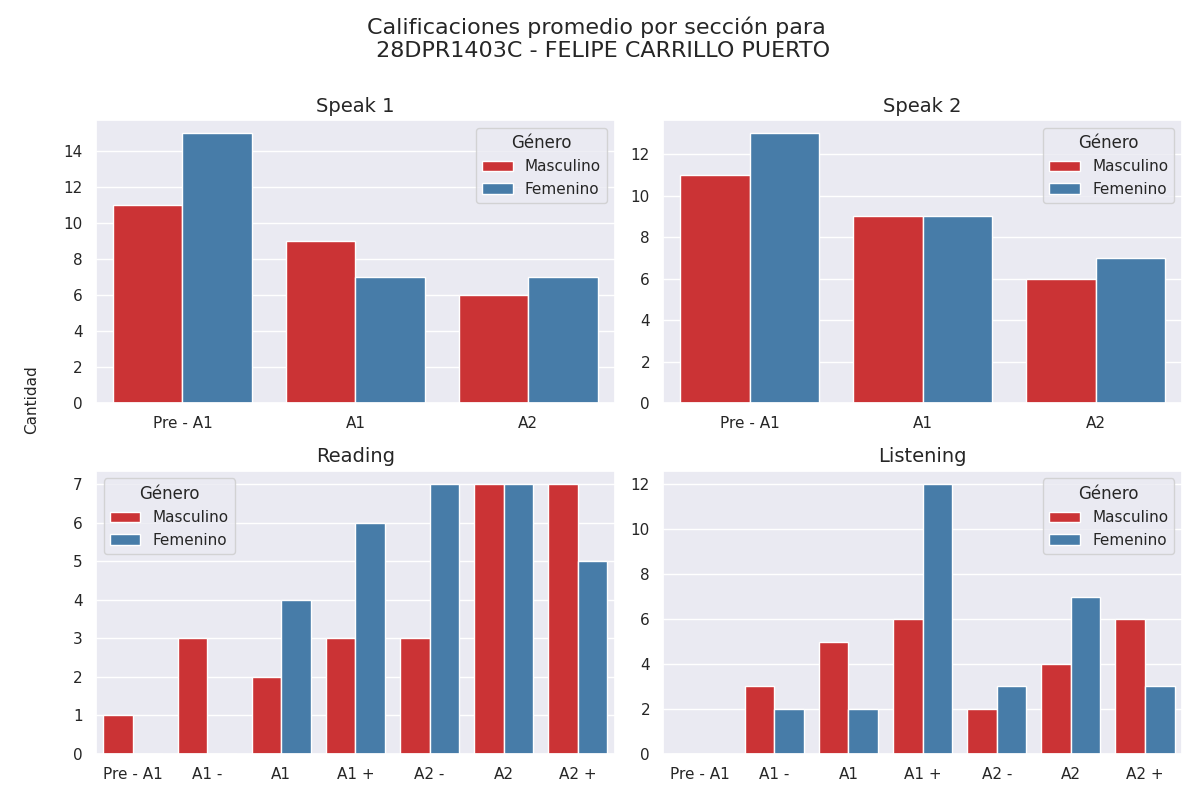 Calificaciones promedio por sección para
28DPR1403C - FELIPE CARRILLO PUERTO
Cantidad
Speak 1
14
12
10
8
6
4
2
0
Pre - A1 A1 A2
Género
Masculino
Femenino
Speak 2
12
10
8
6
4
2
0
Pre - A1 A1 A2
Género
Masculino
Femenino
Reading
7
6
5
4
3
2
1
0
Pre - A1 A1 - A1 A1 + A2 - A2 A2 +
Género
Masculino
Femenino
Listening
12
10
8
6
4
2
0
Pre - A1 A1 - A1 A1 + A2 - A2 A2 +
Género
Masculino
Femenino